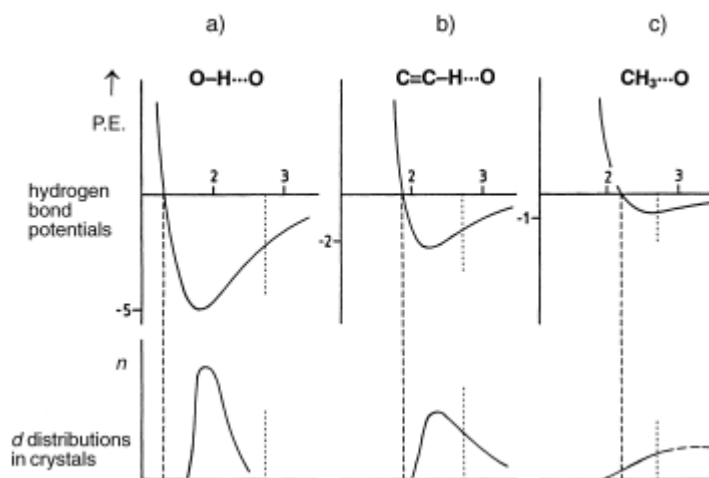 a) b) c)
O–H···O C=C–H···O CH₃···O
↑
P.E.
2 3 2 3 2 3
hydrogen
bond
potentials
-2 -1
-5
n
d distributions
in crystals